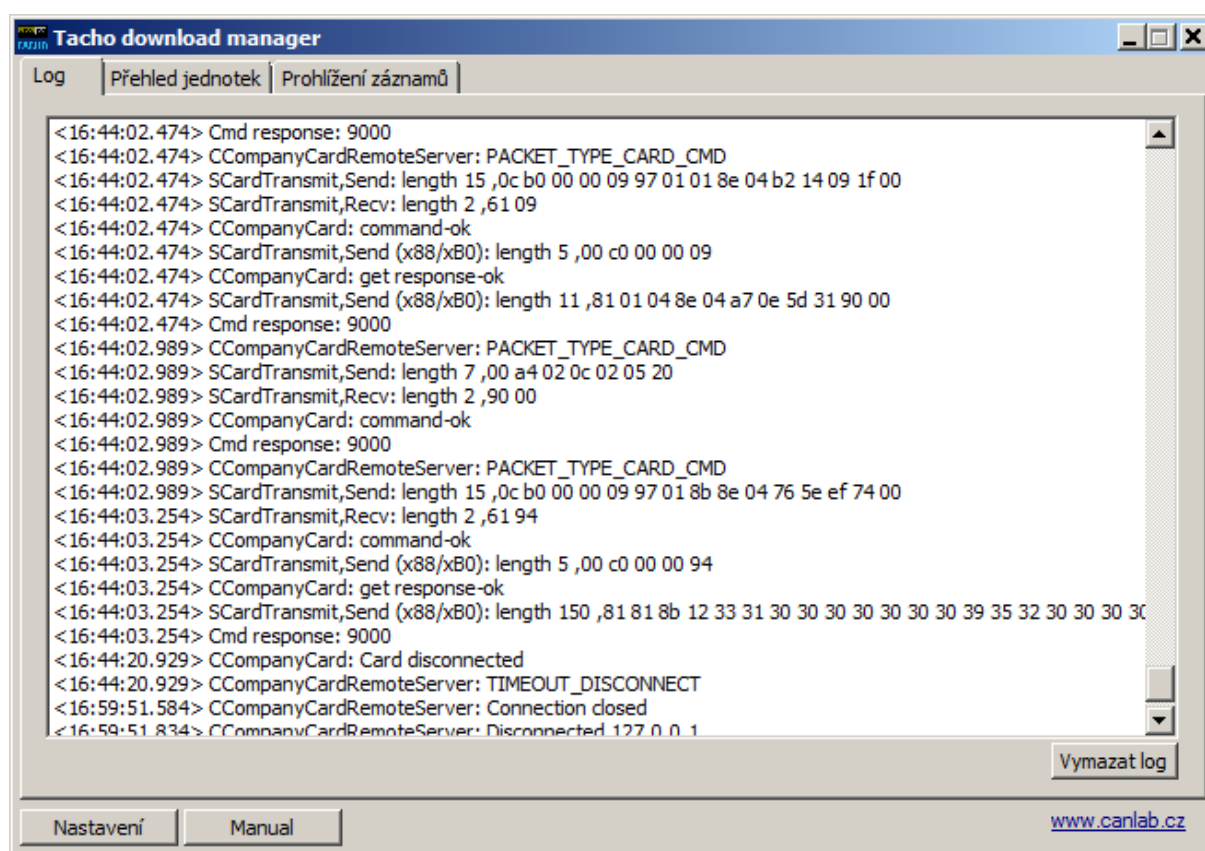 Tacho download manager
Log Přehled jednotek Prohlížení záznamů
<16:44:02.474> Cmd response: 9000
<16:44:02.474> CCompanyCardRemoteServer: PACKET_TYPE_CARD_CMD
<16:44:02.474> SCardTransmit,Send: length 15 ,0c b0 00 00 09 97 01 01 8e 04 b2 14 09 1f 00
<16:44:02.474> SCardTransmit,Recv: length 2 ,61 09
<16:44:02.474> CCompanyCard: command-ok
<16:44:02.474> SCardTransmit,Send (x88/xB0): length 5 ,00 c0 00 00 09
<16:44:02.474> CCompanyCard: get response-ok
<16:44:02.474> SCardTransmit,Send (x88/xB0): length 11 ,81 01 04 8e 04 a7 0e 5d 31 90 00
<16:44:02.474> Cmd response: 9000
<16:44:02.989> CCompanyCardRemoteServer: PACKET_TYPE_CARD_CMD
<16:44:02.989> SCardTransmit,Send: length 7 ,00 a4 02 0c 02 05 20
<16:44:02.989> SCardTransmit,Recv: length 2 ,90 00
<16:44:02.989> CCompanyCard: command-ok
<16:44:02.989> Cmd response: 9000
<16:44:02.989> CCompanyCardRemoteServer: PACKET_TYPE_CARD_CMD
<16:44:02.989> SCardTransmit,Send: length 15 ,0c b0 00 00 09 97 01 8b 8e 04 76 5e ef 74 00
<16:44:03.254> SCardTransmit,Recv: length 2 ,61 94
<16:44:03.254> CCompanyCard: command-ok
<16:44:03.254> SCardTransmit,Send (x88/xB0): length 5 ,00 c0 00 00 94
<16:44:03.254> CCompanyCard: get response-ok
<16:44:03.254> SCardTransmit,Send (x88/xB0): length 150 ,81 81 8b 12 33 31 30 30 30 30 30 30 30 39 35 32 30 30 30 30
<16:44:03.254> Cmd response: 9000
<16:44:20.929> CCompanyCard: Card disconnected
<16:44:20.929> CCompanyCardRemoteServer: TIMEOUT_DISCONNECT
<16:59:51.584> CCompanyCardRemoteServer: Connection closed
<16:59:51.834> CCompanyCardRemoteServer: Disconnected 127.0.0.1
Vymazat log
Nastavení Manual www.canlab.cz